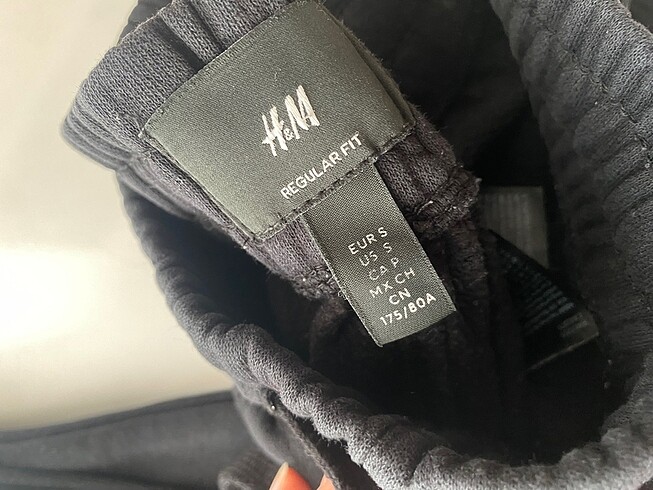 H&M
REGULAR FIT
EUR S
US S
CA P
MX CH
CN
175/80A